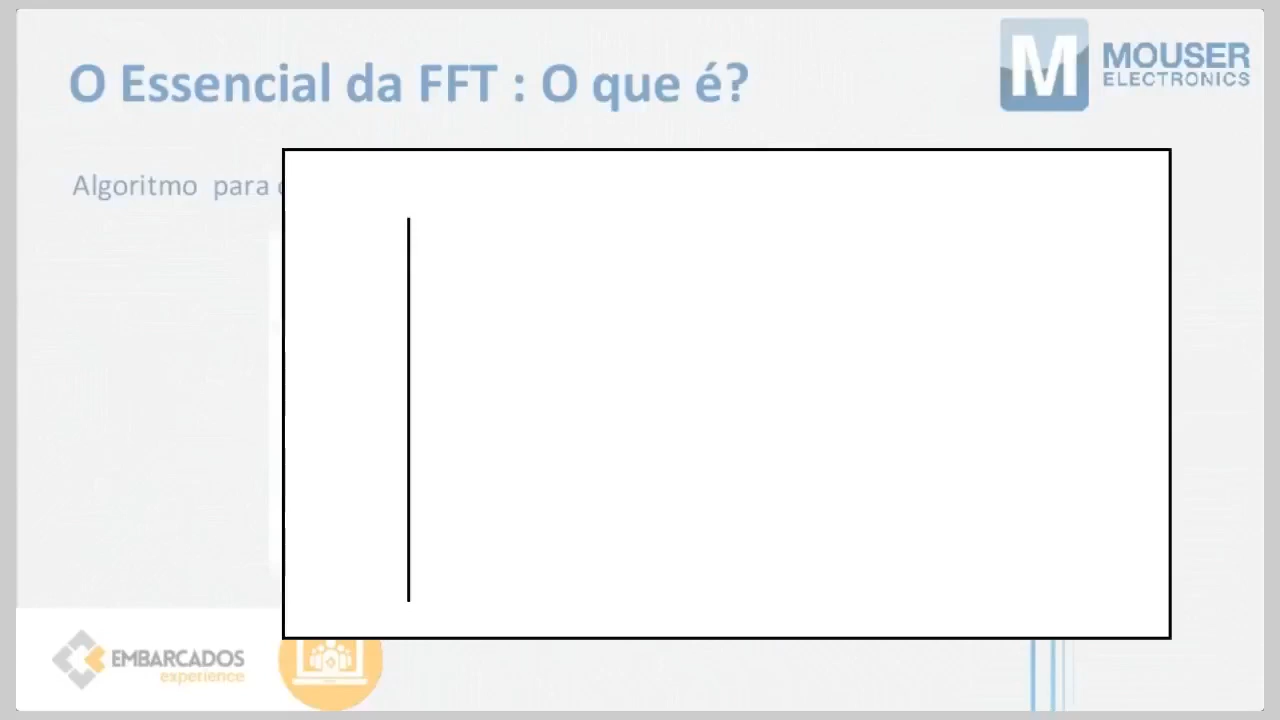 O Essencial da FFT : O que é?
MOUSER
ELECTRONICS
Algoritmo para
EMBARCADOS
experience